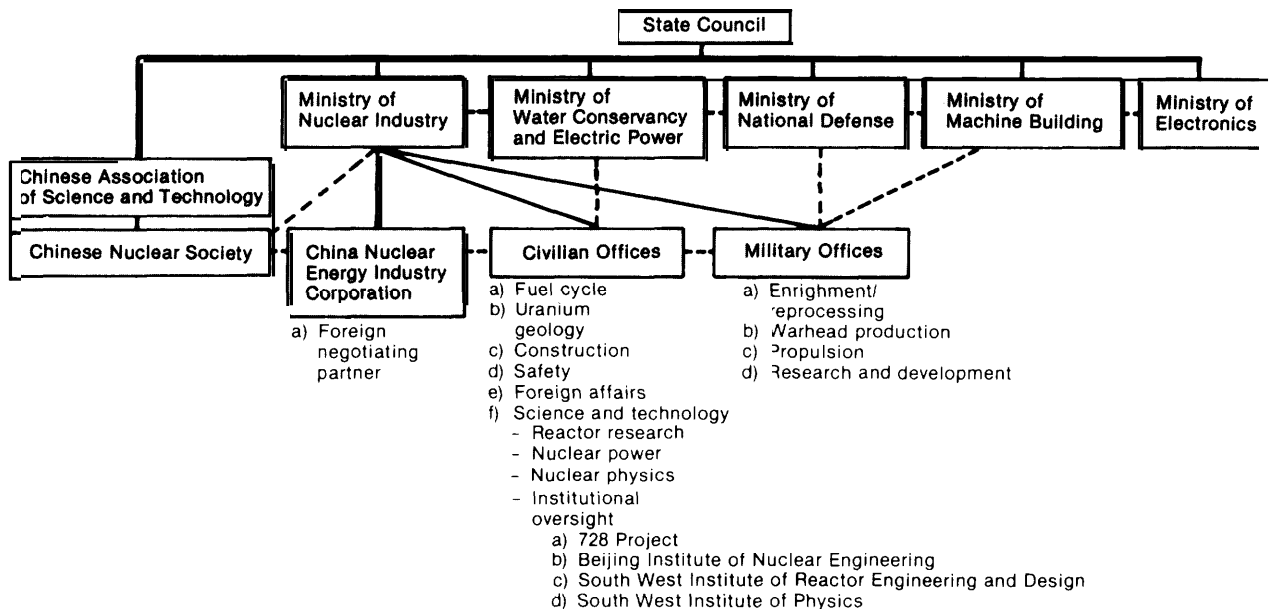 State Council
Ministry of
Nuclear Industry
Ministry of
Water Conservancy
and Electric Power
Ministry of
National Defense
Ministry of
Machine Building
Ministry of
Electronics
Chinese Association
of Science and Technology
Chinese Nuclear Society
China Nuclear
Energy Industry
Corporation
a) Foreign
negotiating
partner
Civilian Offices
a) Fuel cycle
b) Uranium
geology
c) Construction
d) Safety
e) Foreign affairs
f) Science and technology
- Reactor research
- Nuclear power
- Nuclear physics
- Institutional
oversight
a) 728 Project
b) Beijing Institute of Nuclear Engineering
c) South West Institute of Reactor Engineering and Design
d) South West Institute of Physics
Military Offices
a) Enrighment/
reprocessing
b) Warhead production
c) Propulsion
d) Research and development